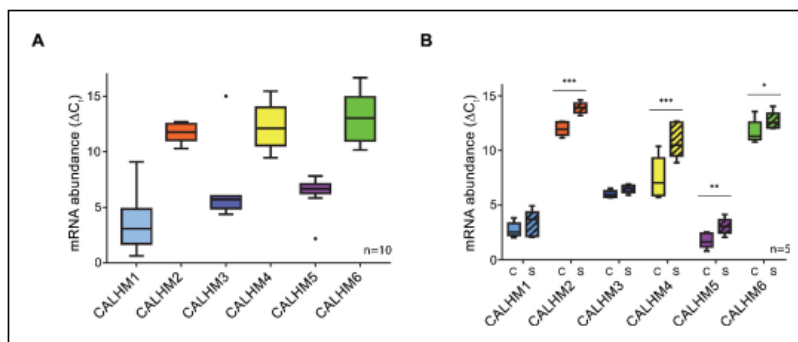 A
mRNA abundance (ΔCt)
15
10
5
0
n=10
CALHM1
CALHM2
CALHM3
CALHM4
CALHM5
CALHM6
B
mRNA abundance (ΔCt)
15
10
5
0
***
***
**
*
n=5
C S C S C S C S C S C S
CALHM1
CALHM2
CALHM3
CALHM4
CALHM5
CALHM6